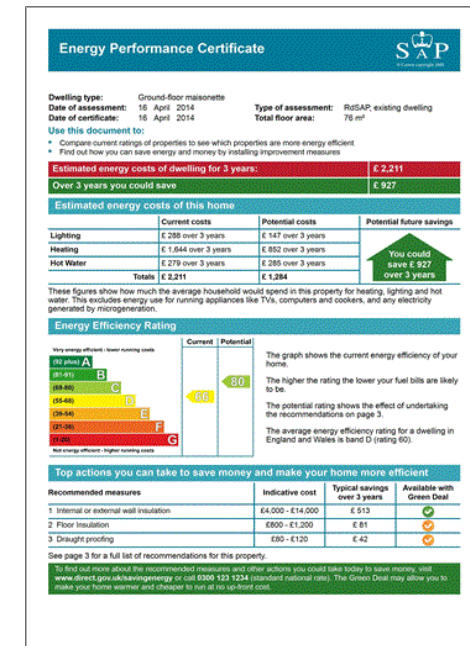 Energy Performance Certificate
SAP
Dwelling type: Ground-floor maisonette
Date of assessment: 16 April 2014 Type of assessment: RdSAP, existing dwelling
Date of certificate: 16 April 2014 Total floor area: 76 m²
Use this document to:
• Compare current ratings of properties to see which properties are more energy efficient
• Find out how you can save energy and money by installing improvement measures
Estimated energy costs of dwelling for 3 years: £ 2,211
Over 3 years you could save £ 927
Estimated energy costs of this home
Current costs Potential costs Potential future savings
Lighting £ 288 over 3 years £ 147 over 3 years
Heating £ 1,644 over 3 years £ 852 over 3 years
Hot Water £ 279 over 3 years £ 285 over 3 years
Totals £ 2,211 £ 1,284
You could
save £ 927
over 3 years
These figures show how much the average household would spend in this property for heating, lighting and hot
water. This excludes energy use for running appliances like TVs, computers and cookers, and any electricity
generated by microgeneration.
Energy Efficiency Rating
Current Potential
Very energy efficient - lower running costs
(92 plus) A
(81-91) B
(69-80) C
(55-68) D
(39-54) E
(21-38) F
(1-20) G
Not energy efficient - higher running costs
66
80
The graph shows the current energy efficiency of your
home.
The higher the rating the lower your fuel bills are likely
to be.
The potential rating shows the effect of undertaking
the recommendations on page 3.
The average energy efficiency rating for a dwelling in
England and Wales is band D (rating 60).
Top actions you can take to save money and make your home more efficient
Recommended measures Indicative cost Typical savings over 3 years Available with Green Deal
1 Internal or external wall insulation £4,000 - £14,000 £ 513
2 Floor Insulation £800 - £1,200 £ 81
3 Draught proofing £80 - £120 £ 42
See page 3 for a full list of recommendations for this property.
To find out more about the recommended measures and other actions you could take today to save money, visit
www.direct.gov.uk/savingenergy or call 0300 123 1234 (standard national rate). The Green Deal may allow you to
make your home warmer and cheaper to run at no up-front cost.